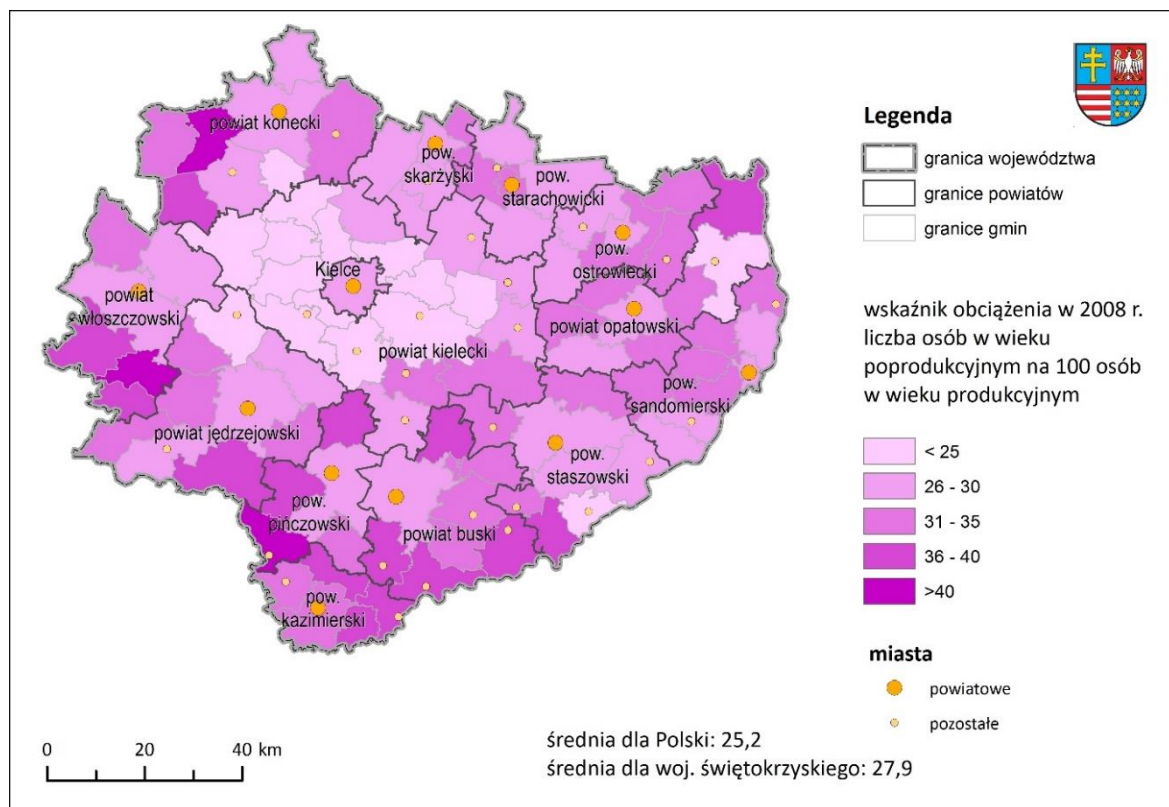 powiat konecki
pow.
skarżyski
pow.
starachowicki
pow.
ostrowiecki
Kielce
powiat
włoszczowski
powiat opatowski
powiat kielecki
pow.
sandomierski
powiat jędrzejowski
pow.
staszowski
pow.
pińczowski
powiat buski
pow.
kazimierski
0 20 40 km
średnia dla Polski: 25,2
średnia dla woj. świętokrzyskiego: 27,9
Legenda
granica województwa
granice powiatów
granice gmin
wskaźnik obciążenia w 2008 r.
liczba osób w wieku
poprodukcyjnym na 100 osób
w wieku produkcyjnym
< 25
26 - 30
31 - 35
36 - 40
>40
miasta
powiatowe
pozostałe